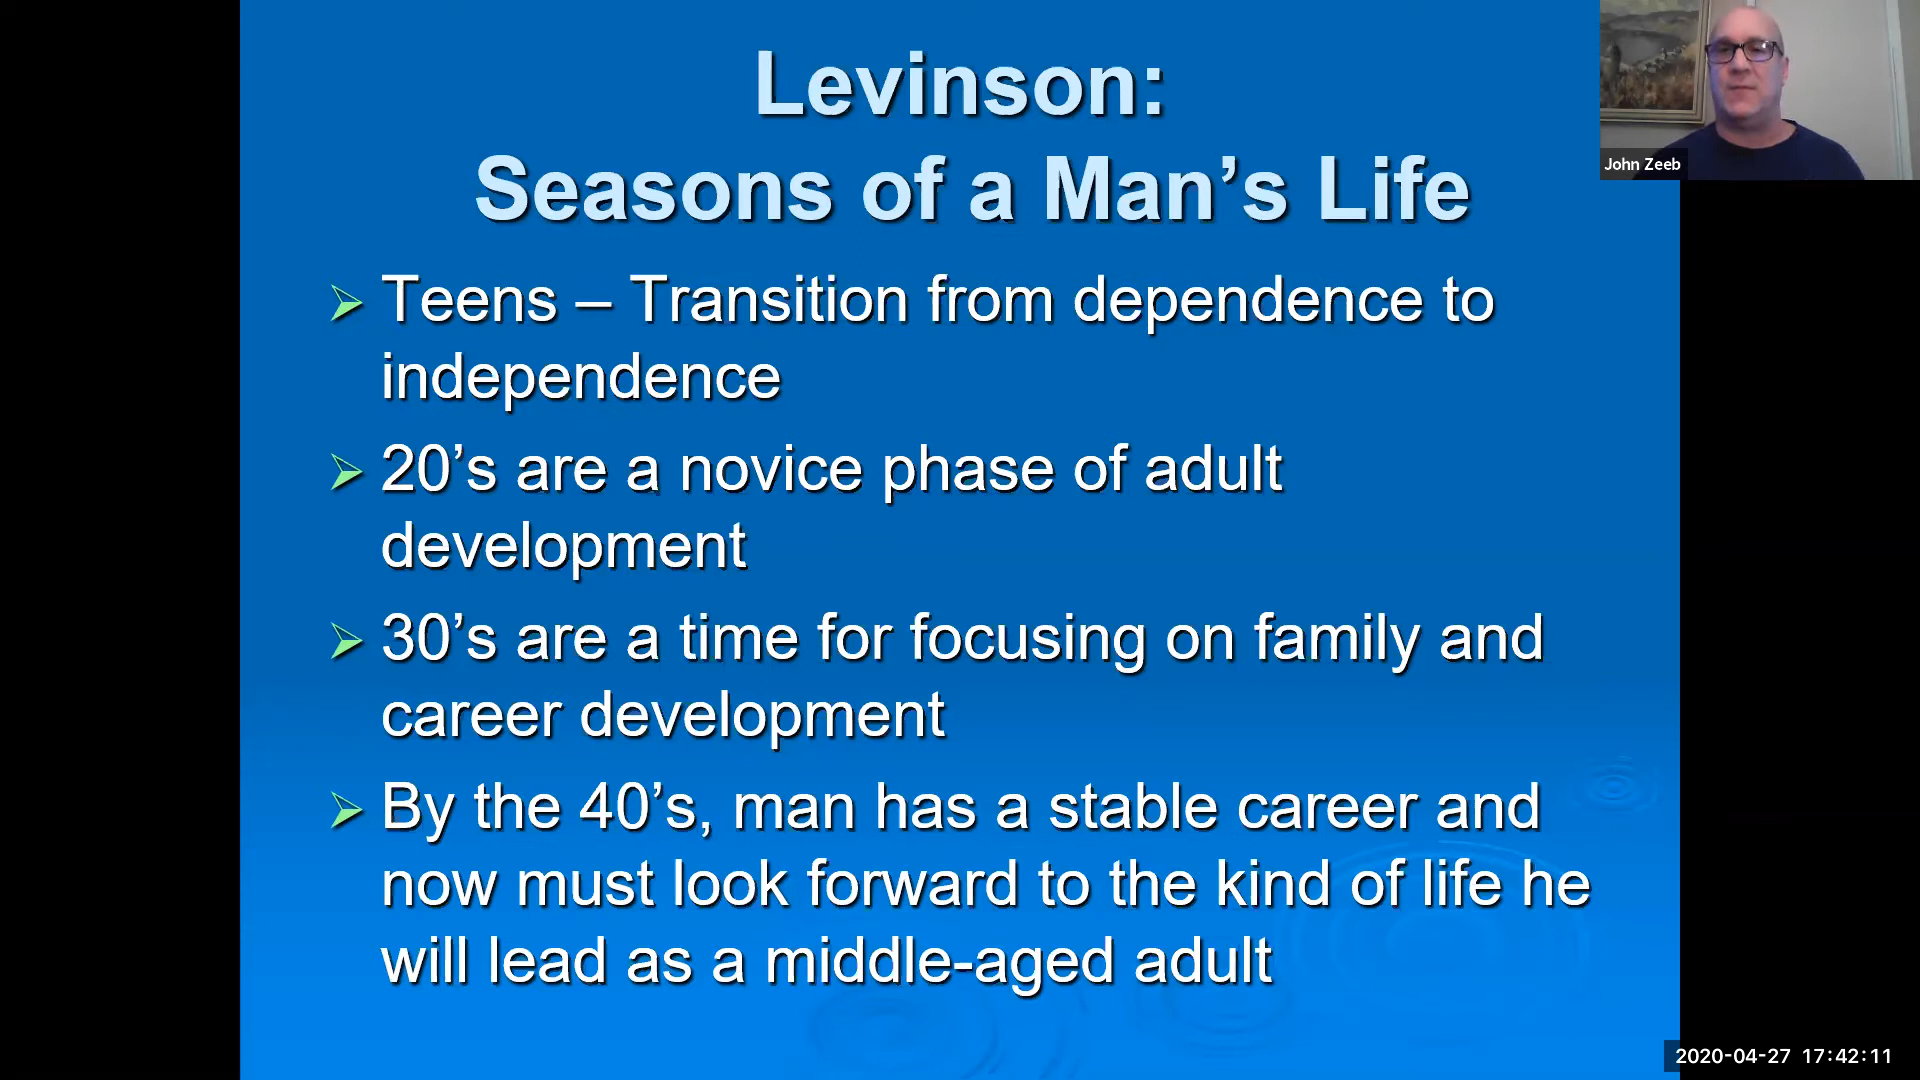 Levinson:
Seasons of a Man’s Life
Teens – Transition from dependence to
independence
20’s are a novice phase of adult
development
30’s are a time for focusing on family and
career development
By the 40’s, man has a stable career and
now must look forward to the kind of life he
will lead as a middle-aged adult
John Zeeb
2020-04-27 17:42:11